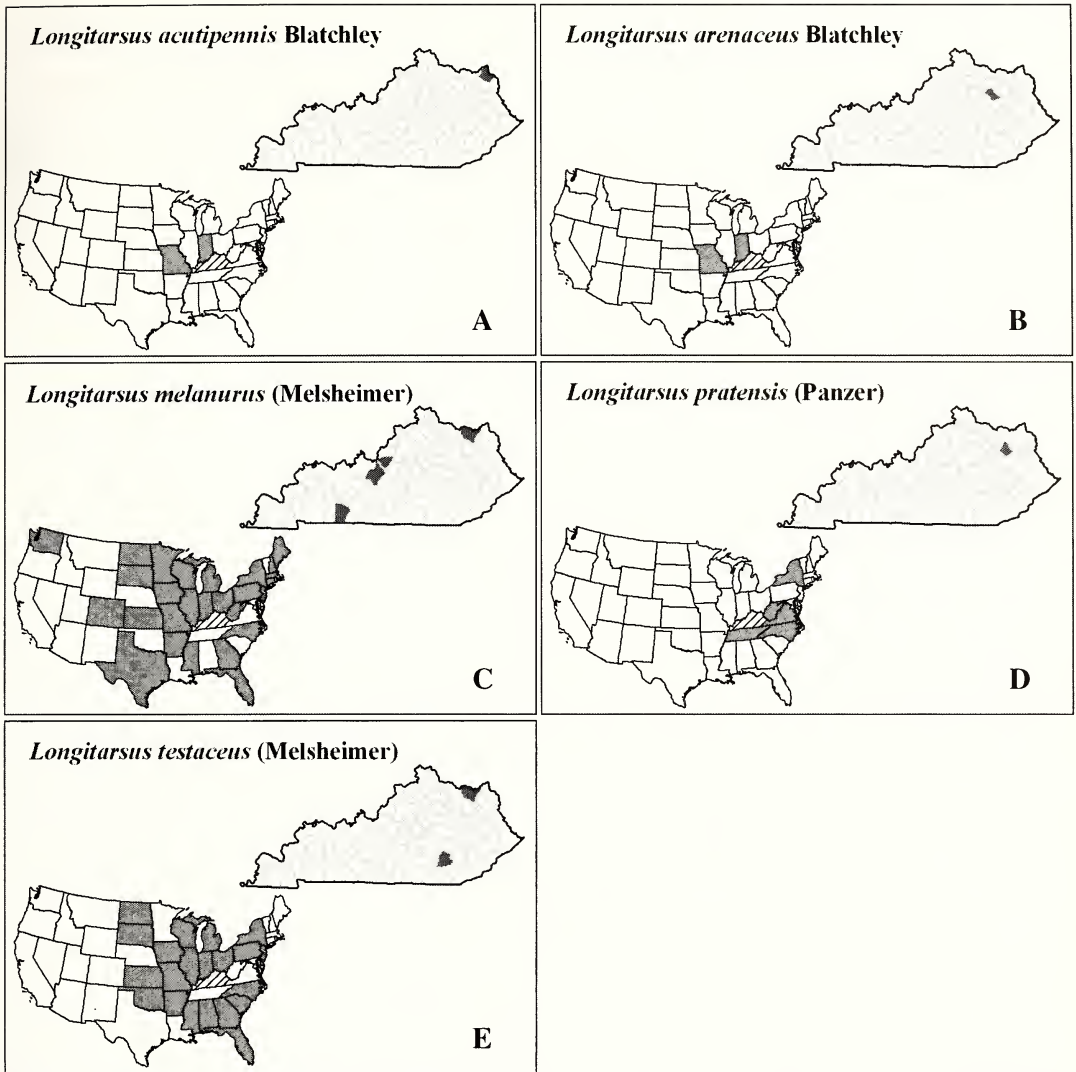 Longitarsus acutipennis Blatchley
A
Longitarsus arenaceus Blatchley
B
Longitarsus melanurus (Melsheimer)
C
Longitarsus pratensis (Panzer)
D
Longitarsus testaceus (Melsheimer)
E